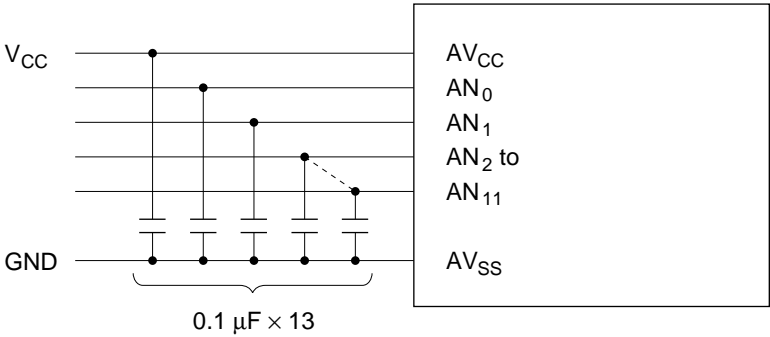 V_CC AV_CC
AN_0
AN_1
AN_2 to
AN_11
GND AV_SS
0.1 μF × 13